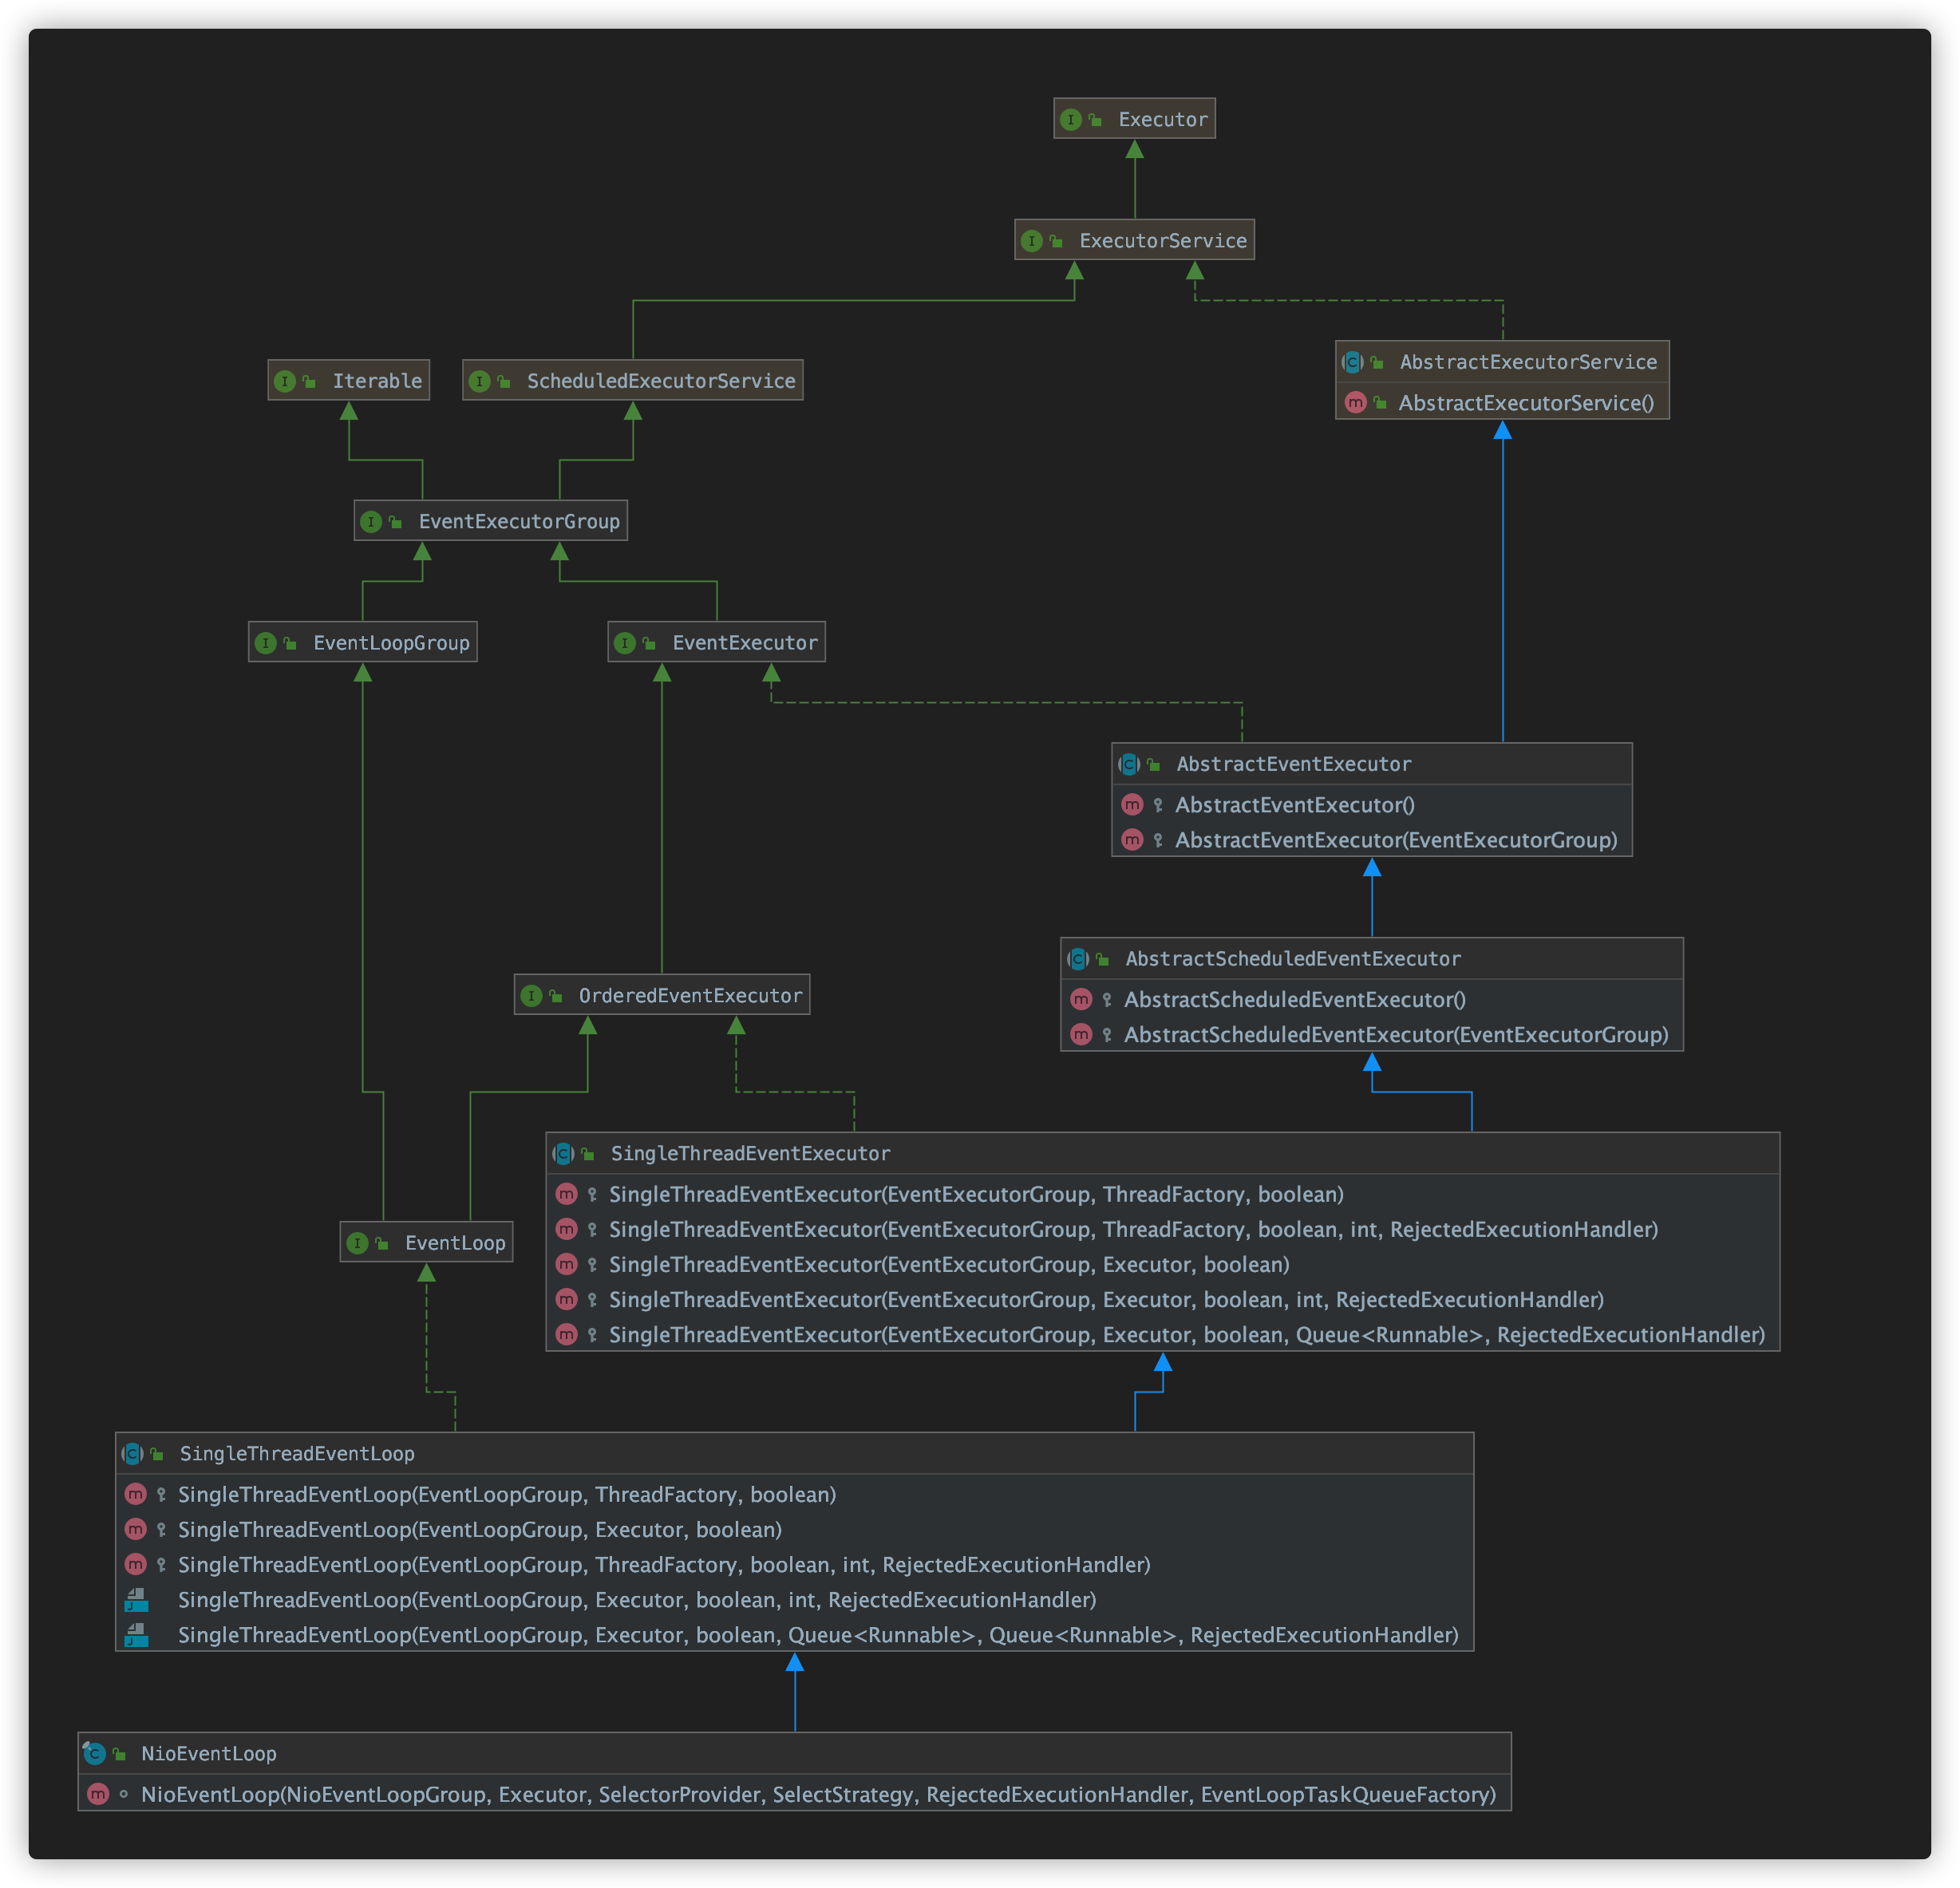 Executor
ExecutorService
AbstractExecutorService
AbstractExecutorService()
Iterable
ScheduledExecutorService
EventExecutorGroup
EventLoopGroup
EventExecutor
AbstractEventExecutor
AbstractEventExecutor()
AbstractEventExecutor(EventExecutorGroup)
AbstractScheduledEventExecutor
AbstractScheduledEventExecutor()
AbstractScheduledEventExecutor(EventExecutorGroup)
OrderedEventExecutor
SingleThreadEventExecutor
SingleThreadEventExecutor(EventExecutorGroup, ThreadFactory, boolean)
SingleThreadEventExecutor(EventExecutorGroup, ThreadFactory, boolean, int, RejectedExecutionHandler)
SingleThreadEventExecutor(EventExecutorGroup, Executor, boolean)
SingleThreadEventExecutor(EventExecutorGroup, Executor, boolean, int, RejectedExecutionHandler)
SingleThreadEventExecutor(EventExecutorGroup, Executor, boolean, Queue<Runnable>, RejectedExecutionHandler)
EventLoop
SingleThreadEventLoop
SingleThreadEventLoop(EventLoopGroup, ThreadFactory, boolean)
SingleThreadEventLoop(EventLoopGroup, Executor, boolean)
SingleThreadEventLoop(EventLoopGroup, ThreadFactory, boolean, int, RejectedExecutionHandler)
SingleThreadEventLoop(EventLoopGroup, Executor, boolean, int, RejectedExecutionHandler)
SingleThreadEventLoop(EventLoopGroup, Executor, boolean, Queue<Runnable>, Queue<Runnable>, RejectedExecutionHandler)
NioEventLoop
NioEventLoop(NioEventLoopGroup, Executor, SelectorProvider, SelectStrategy, RejectedExecutionHandler, EventLoopTaskQueueFactory)